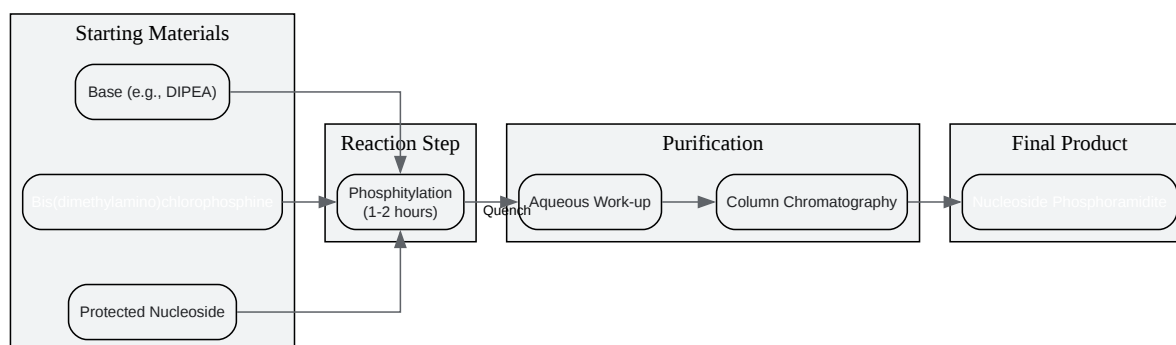 Starting Materials
Base (e.g., DIPEA)
Bis(dimethylamino)chlorophosphine
Protected Nucleoside
Reaction Step
Phosphitylation
(1-2 hours)
Quench
Purification
Aqueous Work-up
Column Chromatography
Final Product
Nucleoside Phosphoramidite